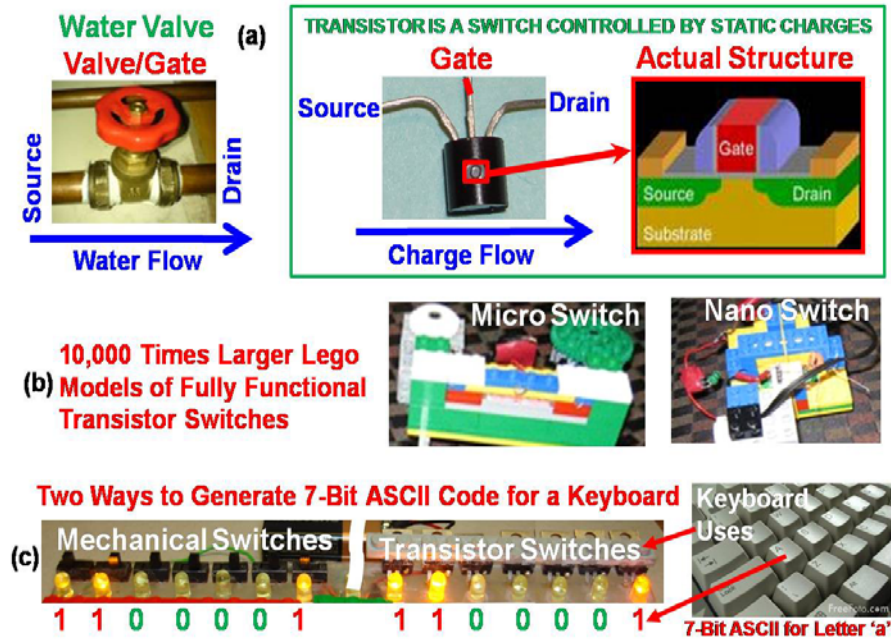 Water Valve
Valve/Gate
Source
Drain
Water Flow
(a)
TRANSISTOR IS A SWITCH CONTROLLED BY STATIC CHARGES
Gate
Source
Drain
Charge Flow
Actual Structure
Gate
Source
Drain
Substrate
(b)
10,000 Times Larger Lego
Models of Fully Functional
Transistor Switches
Micro Switch
Nano Switch
Two Ways to Generate 7-Bit ASCII Code for a Keyboard
(c)
Mechanical Switches
Transistor Switches
Keyboard
Uses
1 1 0 0 0 0 1
1 1 0 0 0 0 1
FreeFoto.com
7-Bit ASCII for Letter 'a'